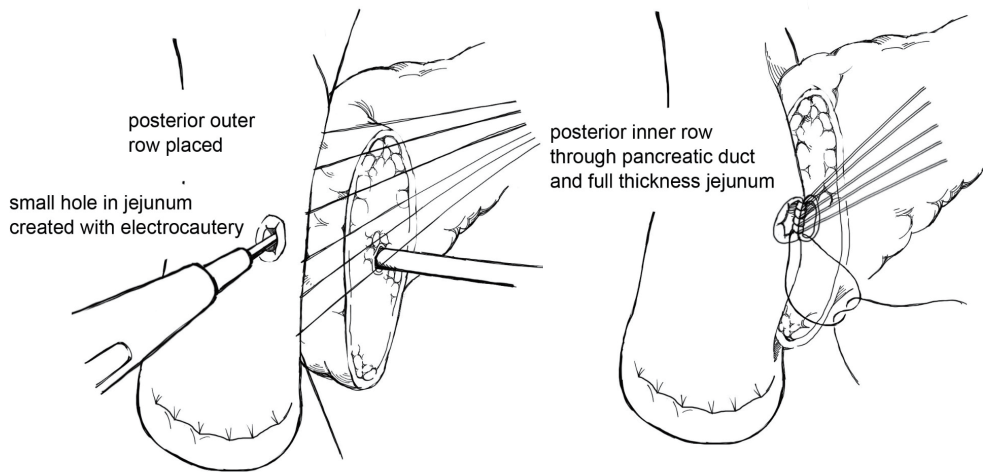 posterior outer
row placed
small hole in jejunum
created with electrocautery
posterior inner row
through pancreatic duct
and full thickness jejunum